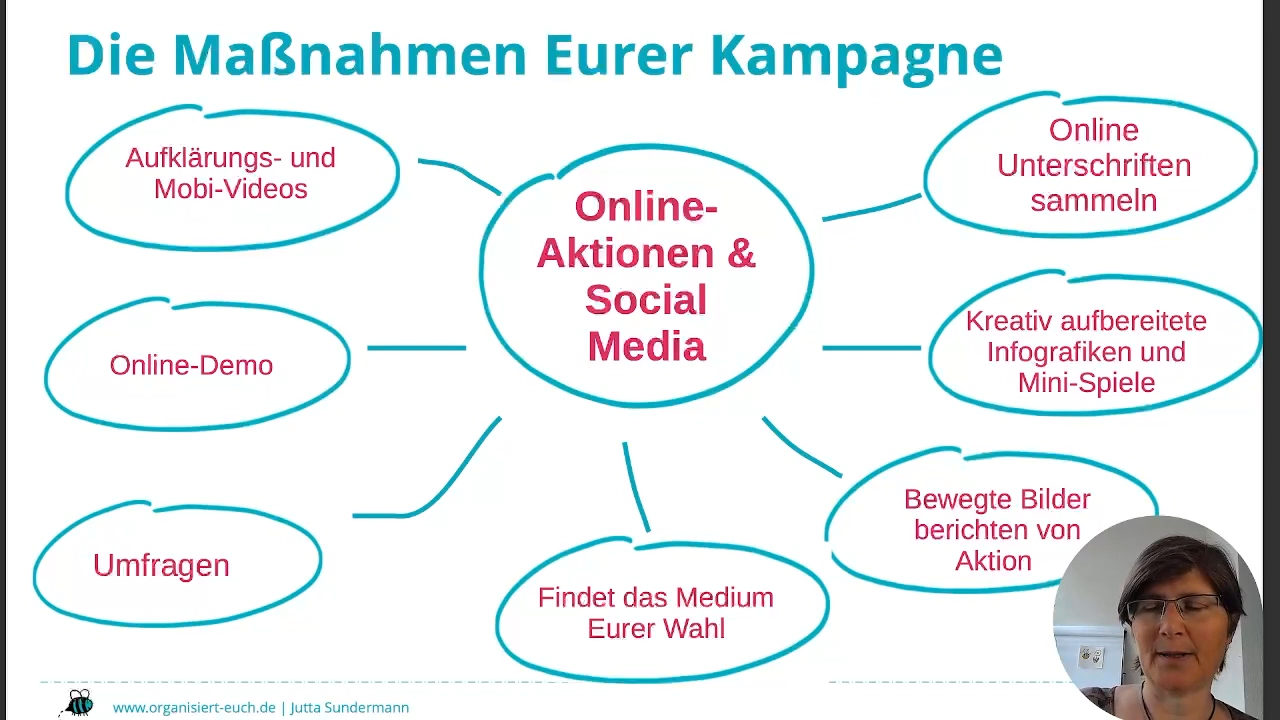 Die Maßnahmen Eurer Kampagne
Aufklärungs- und
Mobi-Videos
Online-Demo
Umfragen
Online-
Aktionen &
Social
Media
Findet das Medium
Eurer Wahl
Online
Unterschriften
sammeln
Kreativ aufbereitete
Infografiken und
Mini-Spiele
Bewegte Bilder
berichten von
Aktion
www.organisiert-euch.de | Jutta Sundermann